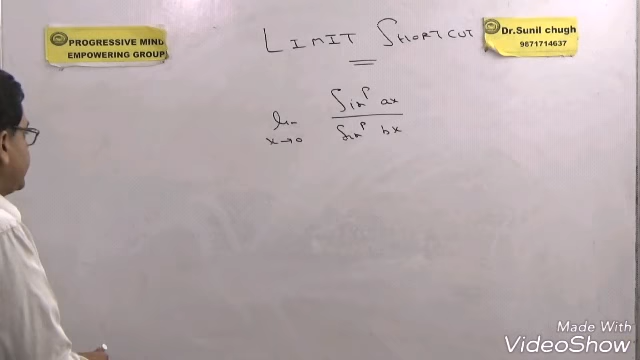 PROGRESSIVE MIND
EMPOWERING GROUP
LIMIT SHORTCUT
Dr.Sunil chugh
9871714637
lim sin^p ax
x→0 sin^p bx
Made With
VideoShow